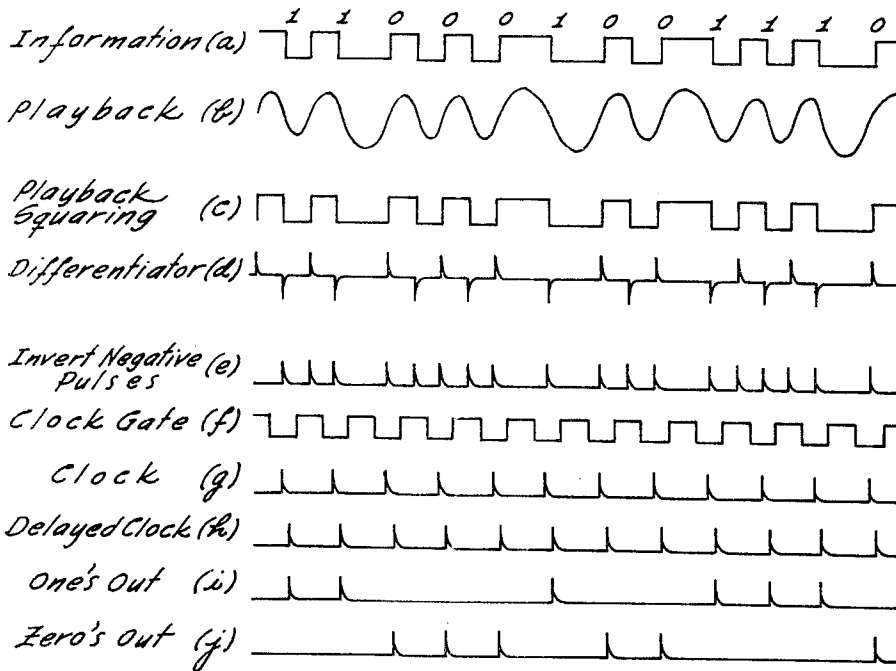 1 1 0 0 0 1 0 0 1 1 1 0
Information (a)
Playback (b)
Playback
Squaring (c)
Differentiator (d)
Invert Negative
Pulses (e)
Clock Gate (f)
Clock (g)
Delayed Clock (h)
One's Out (i)
Zero's Out (j)